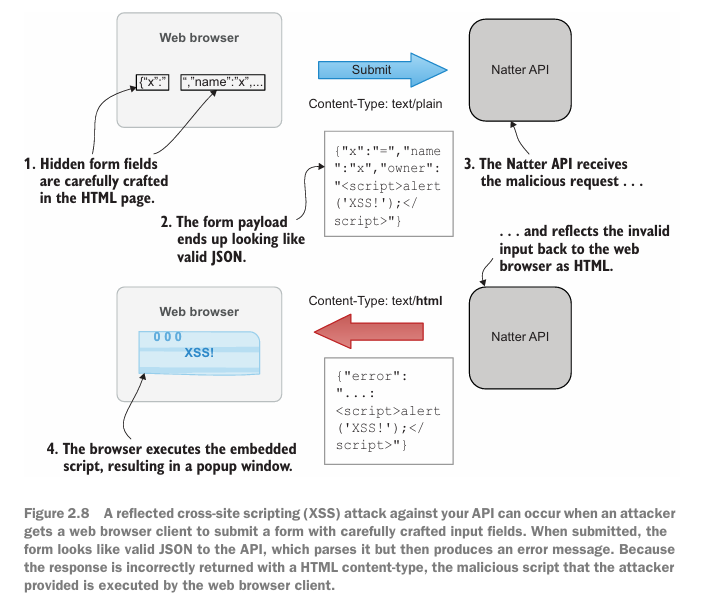 Web browser
{“x”:”
“,”name”:”x”,...
Submit
Content-Type: text/plain
Natter API
1. Hidden form fields
are carefully crafted
in the HTML page.
{"x":"=","name
":"x","owner":
"<script>alert
('XSS!');</
script>"}
2. The form payload
ends up looking like
valid JSON.
3. The Natter API receives
the malicious request . . .
. . . and reflects the invalid
input back to the web
browser as HTML.
Web browser
0 0 0
XSS!
Content-Type: text/html
Natter API
{"error":
"...:
<script>alert
('XSS!');</
script>"}
4. The browser executes the embedded
script, resulting in a popup window.
Figure 2.8 A reflected cross-site scripting (XSS) attack against your API can occur when an attacker
gets a web browser client to submit a form with carefully crafted input fields. When submitted, the
form looks like valid JSON to the API, which parses it but then produces an error message. Because
the response is incorrectly returned with a HTML content-type, the malicious script that the attacker
provided is executed by the web browser client.